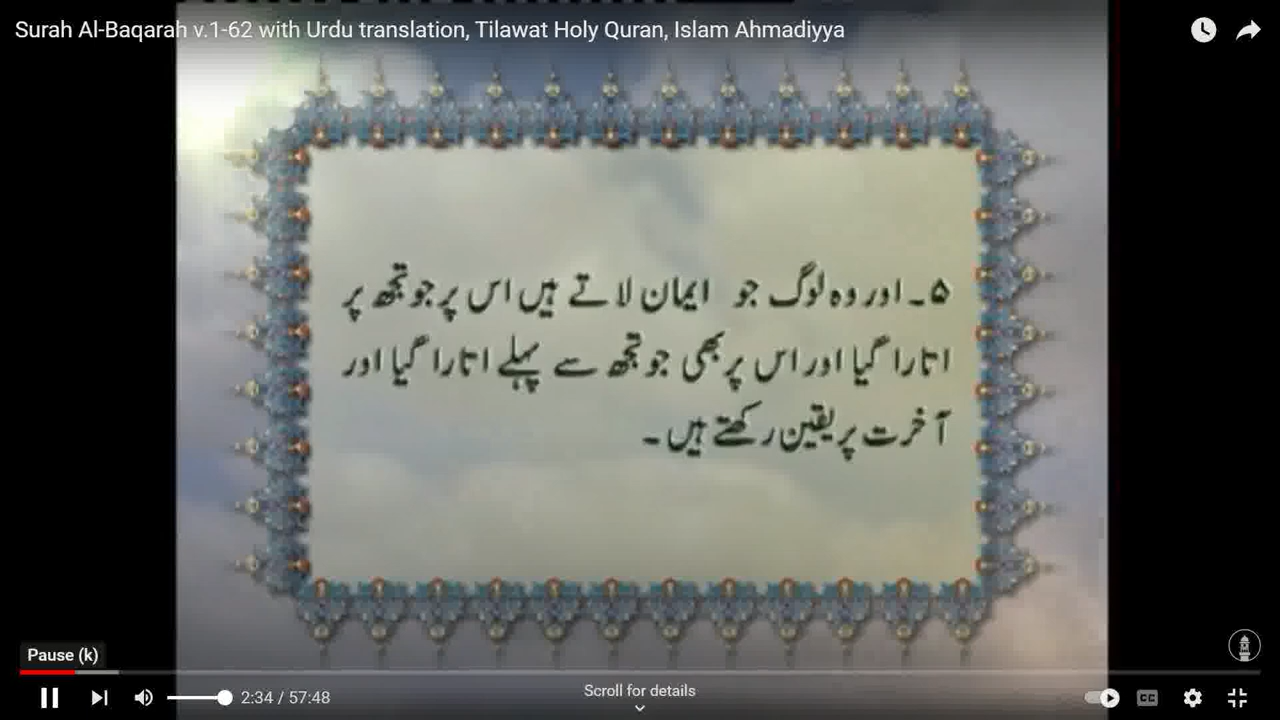 Surah Al-Baqarah v.1-62 with Urdu translation, Tilawat Holy Quran, Islam Ahmadiyya
۵۔ اور وہ لوگ جو ایمان لاتے ہیں اس پر جو تجھ پر
اتارا گیا اور اس پر بھی جو تجھ سے پہلے اتارا گیا اور
آخرت پر یقین رکھتے ہیں۔
Pause (k)
2:34 / 57:48
Scroll for details
CC